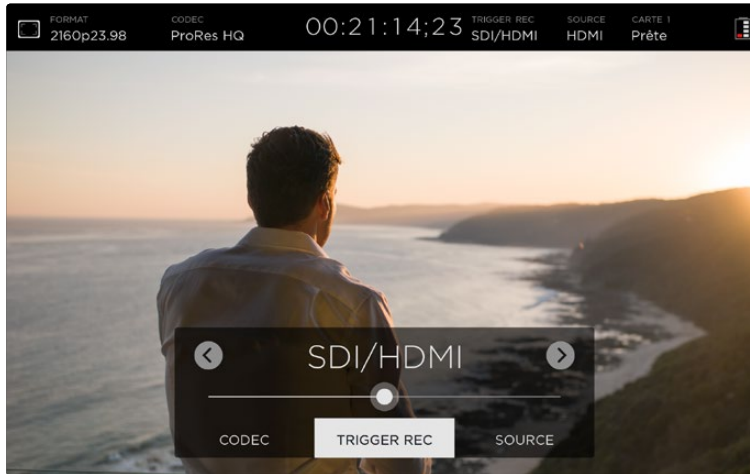 FORMAT
2160p23.98
CODEC
ProRes HQ
00:21:14;23
TRIGGER REC
SDI/HDMI
SOURCE
HDMI
CARTE 1
Prête
SDI/HDMI
CODEC
TRIGGER REC
SOURCE